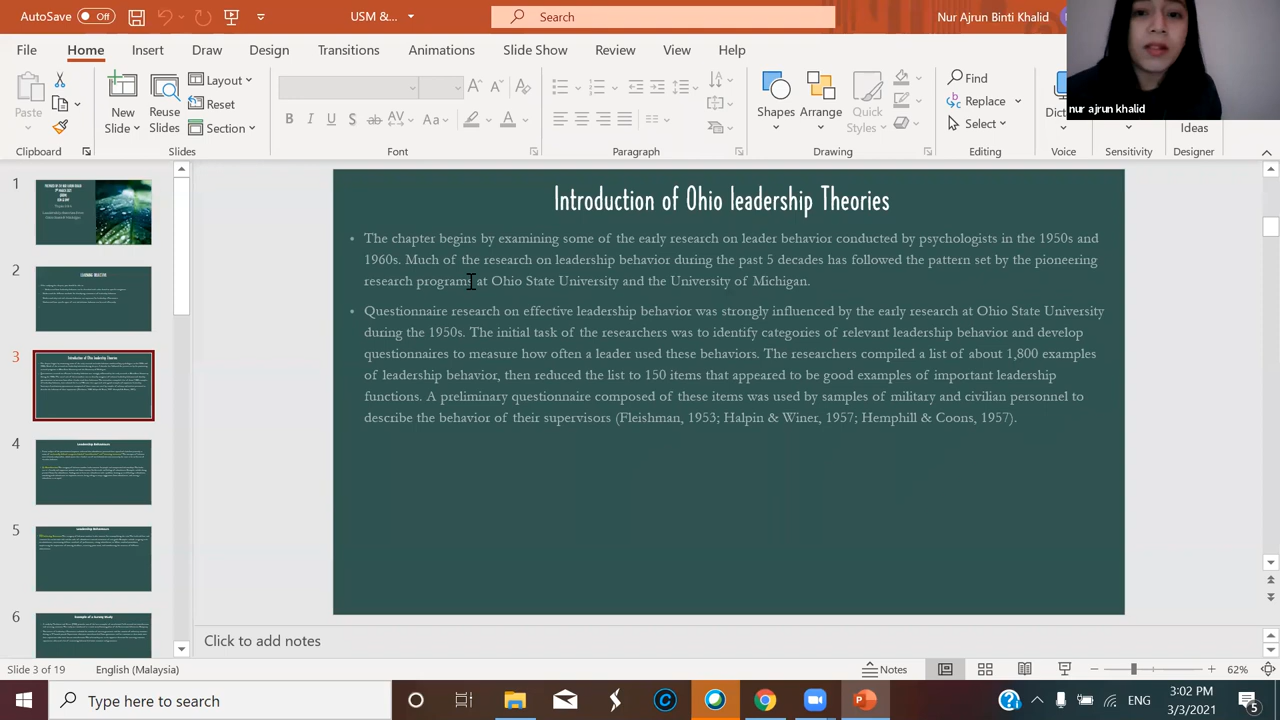 AutoSave Off
USM &...
Search
Nur Ajrun Binti Khalid
File Home Insert Draw Design Transitions Animations Slide Show Review View Help
nur ajrun khalid
Paste
New Slide
Reuse Slides
Layout
Reset
Section
Shapes
Arrange
Quick Styles
Find
Replace
Select
Ideas
Clipboard Slides Font Paragraph Drawing Editing Voice Sensitivity Designer
1
2
3
4
5
6
Introduction of Ohio leadership Theories
• The chapter begins by examining some of the early research on leader behavior conducted by psychologists in the 1950s and
1960s. Much of the research on leadership behavior during the past 5 decades has followed the pattern set by the pioneering
research programs in Ohio State University and the University of Michigan.
• Questionnaire research on effective leadership behavior was strongly influenced by the early research at Ohio State University
during the 1950s. The initial task of the researchers was to identify categories of relevant leadership behavior and develop
questionnaires to measure how often a leader used these behaviors. The researchers compiled a list of about 1,800 examples
of leadership behavior, then reduced the list to 150 items that appeared to be good examples of important leadership
functions. A preliminary questionnaire composed of these items was used by samples of military and civilian personnel to
describe the behavior of their supervisors (Fleishman, 1953; Halpin & Winer, 1957; Hemphill & Coons, 1957).
Click to add notes
Slide 3 of 19
English (Malaysia)
Notes
62%
Type here to search
ENG
3:02 PM
3/3/2021
5